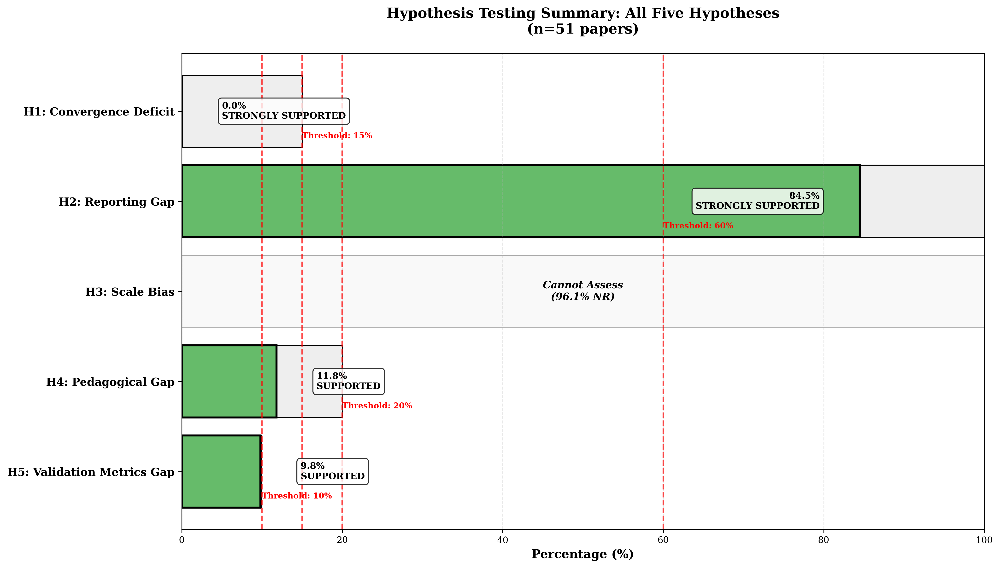 Hypothesis Testing Summary: All Five Hypotheses
(n=51 papers)
H1: Convergence Deficit
0.0%
STRONGLY SUPPORTED
Threshold: 15%
H2: Reporting Gap
84.5%
STRONGLY SUPPORTED
Threshold: 60%
H3: Scale Bias
Cannot Assess
(96.1% NR)
H4: Pedagogical Gap
11.8%
SUPPORTED
Threshold: 20%
H5: Validation Metrics Gap
9.8%
SUPPORTED
Threshold: 10%
0 20 40 60 80 100
Percentage (%)